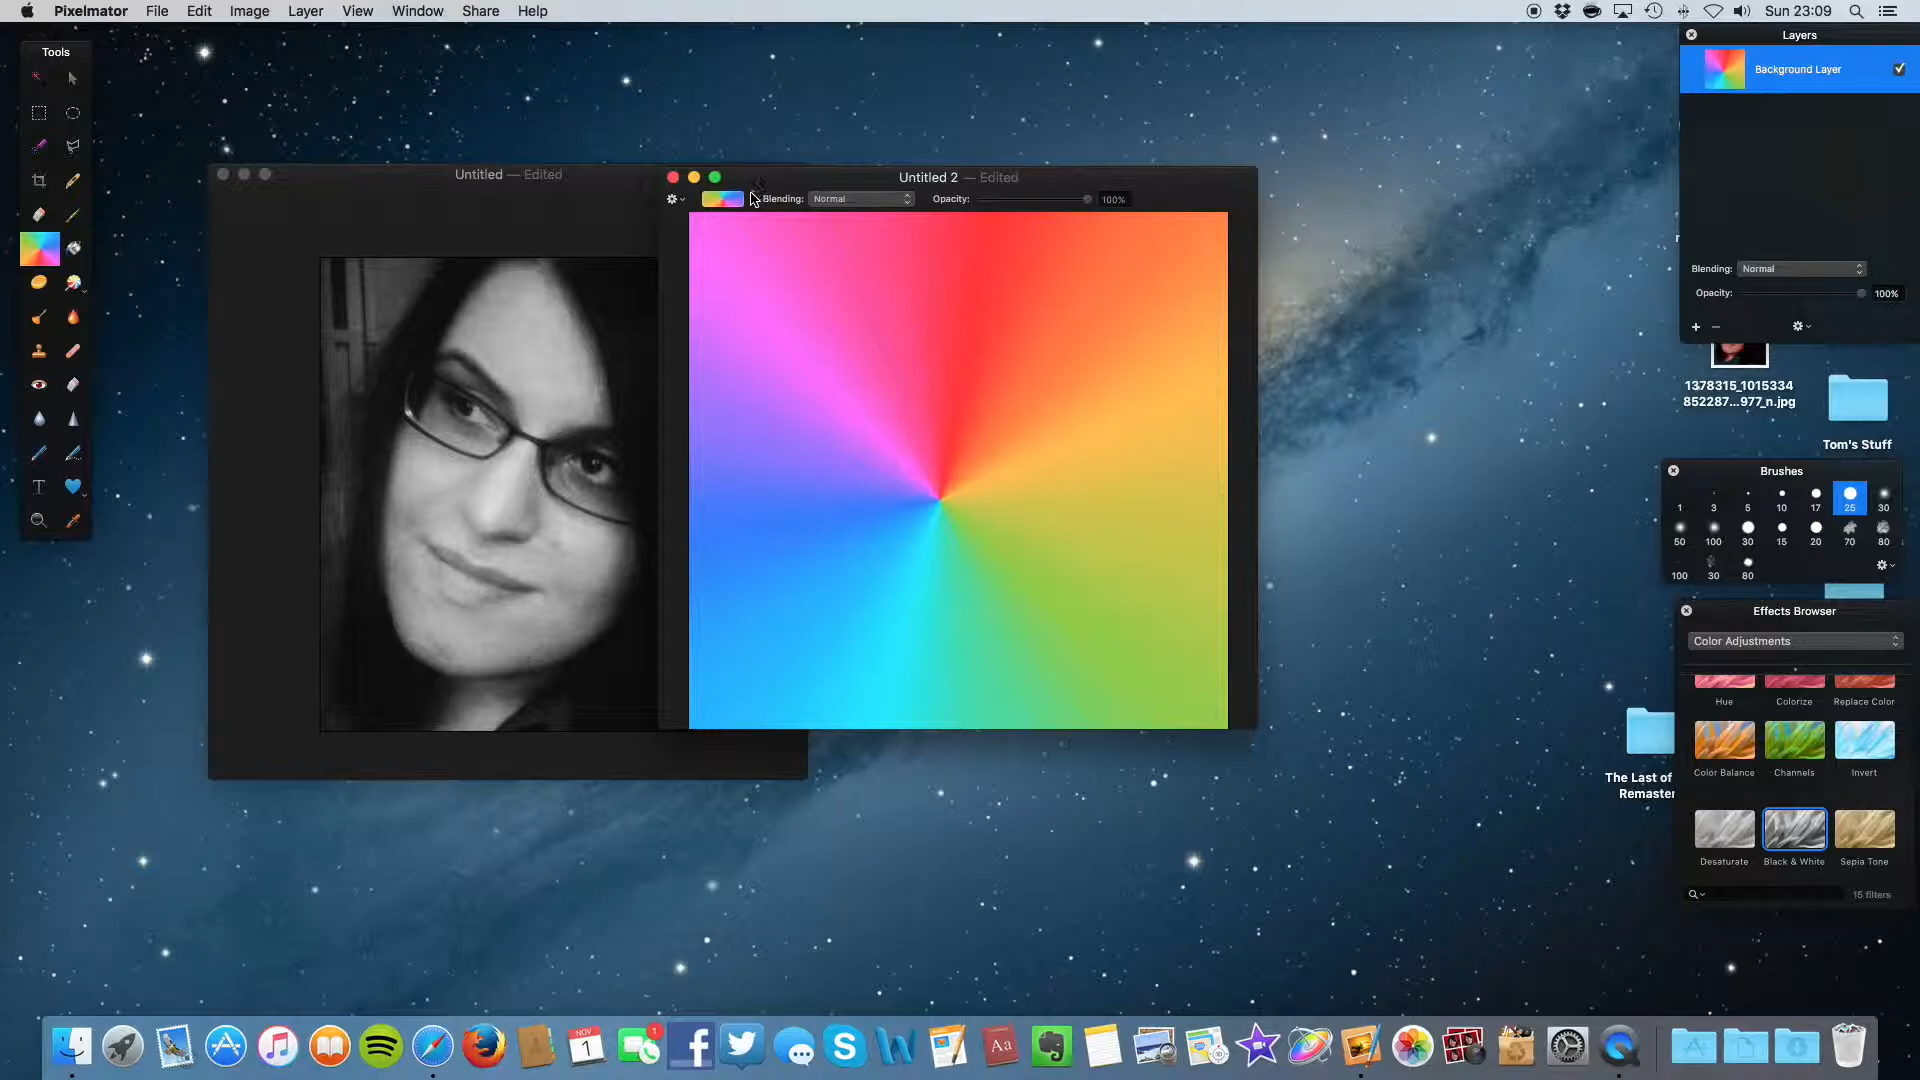 Pixelmator File Edit Image Layer View Window Share Help Sun 23:09
Tools
Layers
Background Layer
Untitled — Edited
Untitled 2 — Edited
Blending: Normal Opacity: 100%
Blending: Normal
Opacity: 100%
1378315_1015334
852287...977_n.jpg
Tom's Stuff
Brushes
1 3 5 10 17 25 30
50 100 30 15 20 70 80
100 30 80
Effects Browser
Color Adjustments
Hue Colorize Replace Color
Color Balance Channels Invert
The Last of
Remaster
Desaturate Black & White Sepia Tone
15 filters
NOV
1
1
Aa